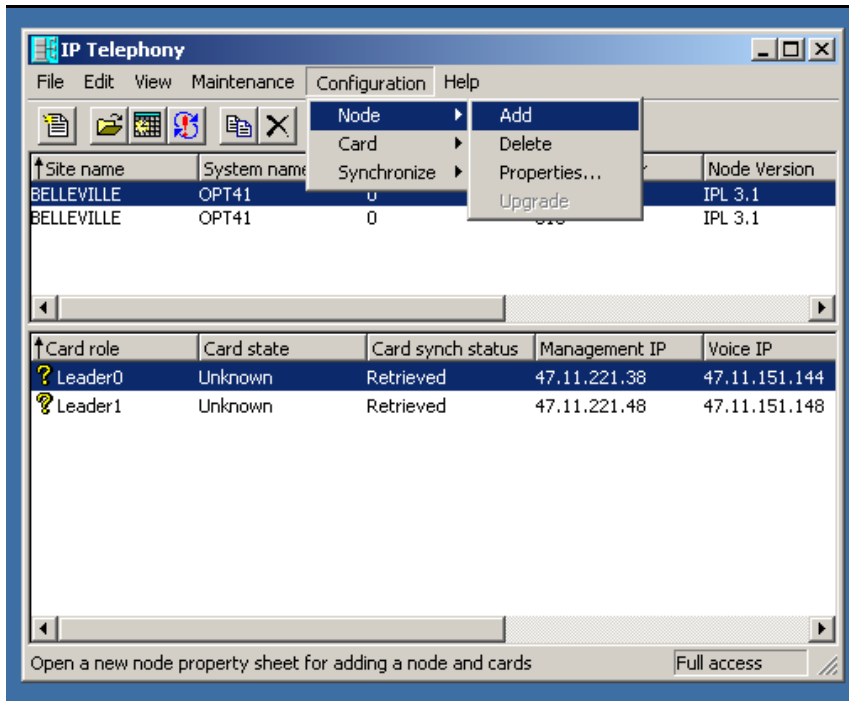 IP Telephony
File Edit View Maintenance Configuration Help
Node Add
Card Delete
Synchronize Properties...
Upgrade
Site name System name Node Version
BELLEVILLE OPT41 0 IPL 3.1
BELLEVILLE OPT41 0 IPL 3.1
Card role Card state Card synch status Management IP Voice IP
Leader0 Unknown Retrieved 47.11.221.38 47.11.151.144
Leader1 Unknown Retrieved 47.11.221.48 47.11.151.148
Open a new node property sheet for adding a node and cards Full access